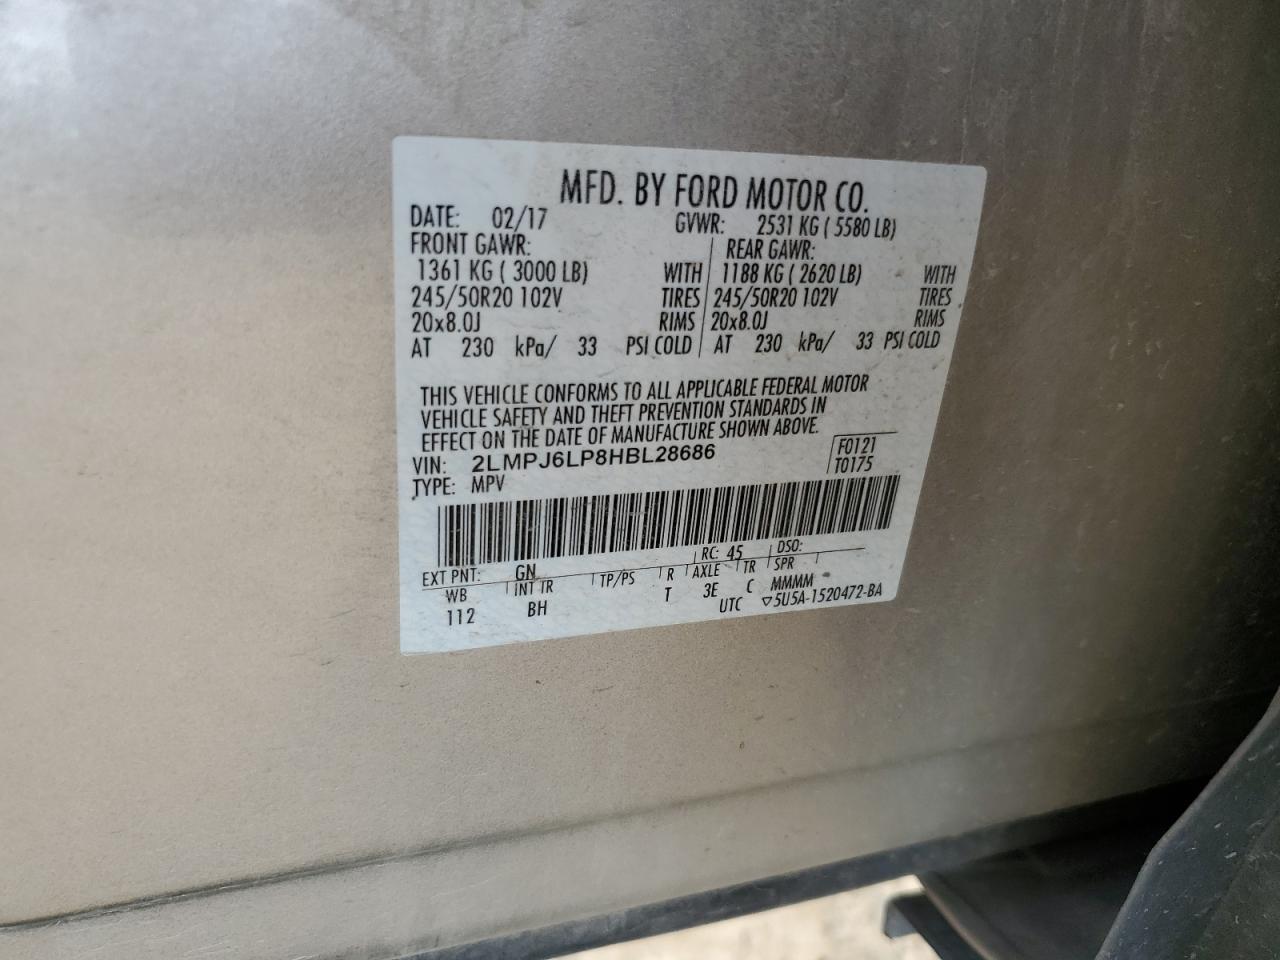 MFD. BY FORD MOTOR CO.
DATE: 02/17 GVWR: 2531 KG ( 5580 LB)
FRONT GAWR: REAR GAWR:
1361 KG ( 3000 LB) WITH 1188 KG ( 2620 LB) WITH
245/50R20 102V TIRES 245/50R20 102V TIRES
20x8.0J RIMS 20x8.0J RIMS
AT 230 kPa/ 33 PSI COLD AT 230 kPa/ 33 PSI COLD
THIS VEHICLE CONFORMS TO ALL APPLICABLE FEDERAL MOTOR
VEHICLE SAFETY AND THEFT PREVENTION STANDARDS IN
EFFECT ON THE DATE OF MANUFACTURE SHOWN ABOVE.
VIN: 2LMPJ6LP8HBL28686 F0121
TYPE: MPV T0175
EXT PNT: GN RC: 45 DSO:
WB INT TR TP/PS R AXLE TR SPR
112 BH T 3E C MMMM
UTC ▽5U5A-1520472-BA